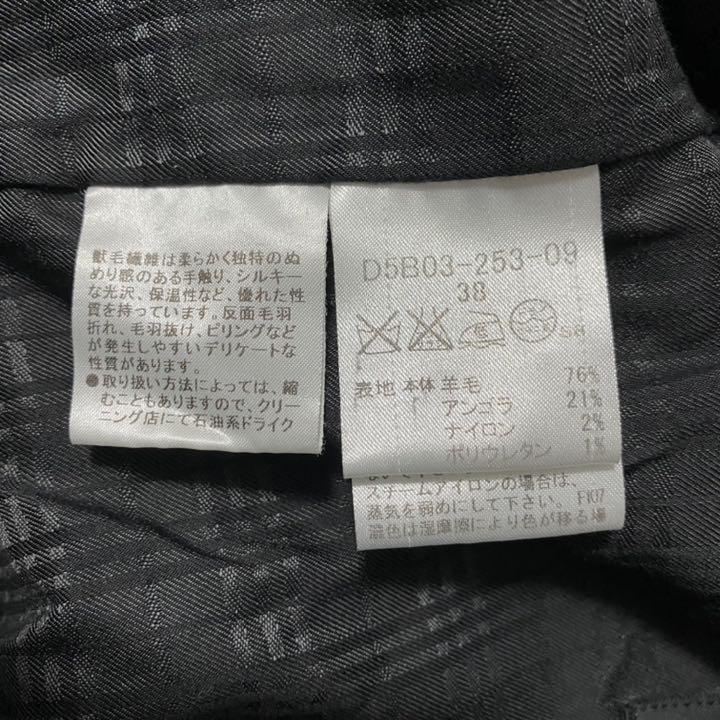 獣毛繊維は柔らかく独特のぬ
めり感のある手触り、シルキー
な光沢、保温性など、優れた性
質を持っています。反面毛羽
折れ、毛羽抜け、ピリングなど
が発生しやすいデリケートな
性質があります。
●取り扱い方法によっては、縮
むこともありますので、クリー
ニング店にて石油系ドライク
D5B03-253-09
38
表地 本体 羊毛 76%
アンゴラ 21%
ナイロン 2%
ポリウレタン 1%
スチームアイロンの場合は、
蒸気を弱めにして下さい。 FI07
濃色は湿摩擦により色が移る場